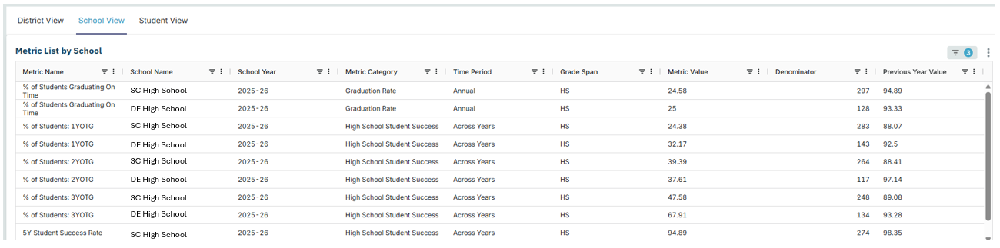 District View School View Student View
Metric List by School
3
Metric Name School Name School Year Metric Category Time Period Grade Span Metric Value Denominator Previous Year Value
% of Students Graduating On Time SC High School 2025-26 Graduation Rate Annual HS 24.58 297 94.89
% of Students Graduating On Time DE High School 2025-26 Graduation Rate Annual HS 25 128 93.33
% of Students: 1YOTG SC High School 2025-26 High School Student Success Across Years HS 24.38 283 88.07
% of Students: 1YOTG DE High School 2025-26 High School Student Success Across Years HS 32.17 143 92.5
% of Students: 2YOTG SC High School 2025-26 High School Student Success Across Years HS 39.39 264 88.41
% of Students: 2YOTG DE High School 2025-26 High School Student Success Across Years HS 37.61 117 97.14
% of Students: 3YOTG SC High School 2025-26 High School Student Success Across Years HS 47.58 248 89.08
% of Students: 3YOTG DE High School 2025-26 High School Student Success Across Years HS 67.91 134 93.28
5Y Student Success Rate SC High School 2025-26 High School Student Success Across Years HS 94.89 274 98.35